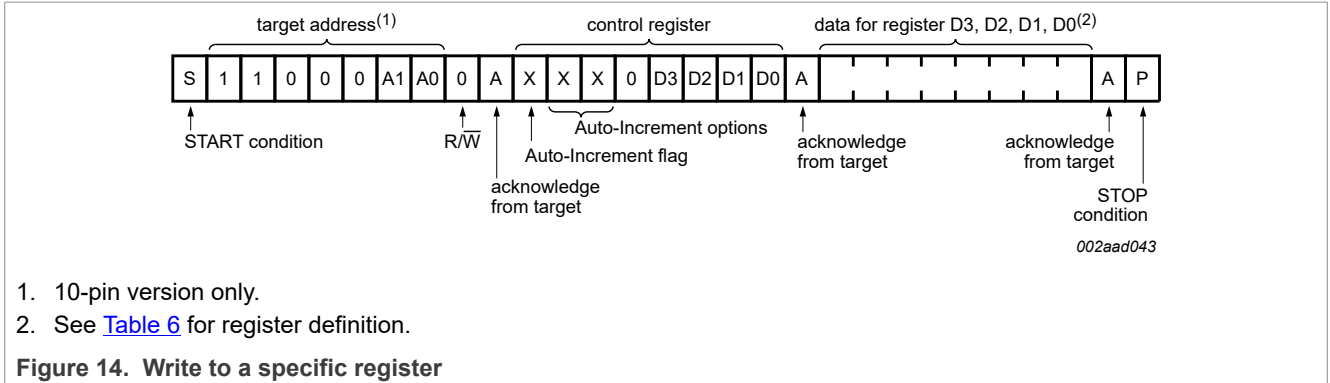 target address(1) control register data for register D3, D2, D1, D0(2)
S 1 1 0 0 0 A1 A0 0 A X X X 0 D3 D2 D1 D0 A A P
START condition R/W̅ Auto-Increment options acknowledge from target acknowledge from target
Auto-Increment flag
acknowledge
from target
STOP
condition
002aad043
1. 10-pin version only.
2. See Table 6 for register definition.
Figure 14. Write to a specific register